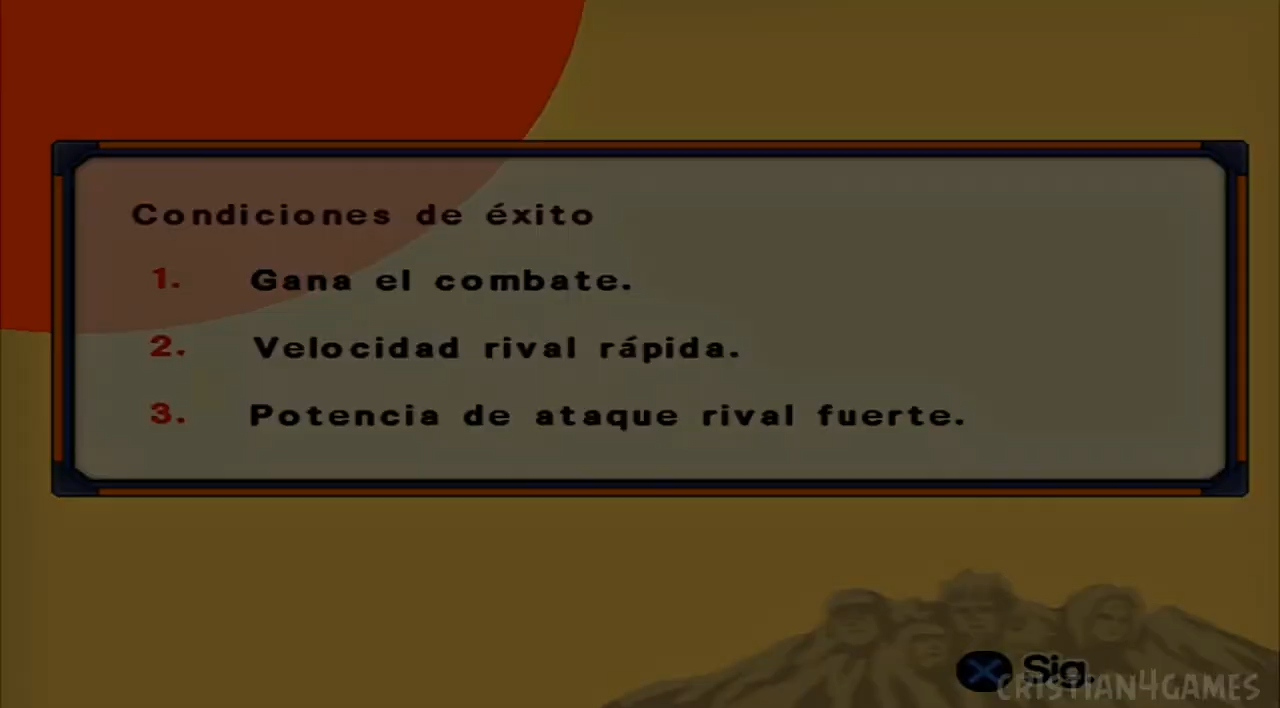 Condiciones de éxito
1. Gana el combate.
2. Velocidad rival rápida.
3. Potencia de ataque rival fuerte.
Sig.
CRISTIAN4GAMES